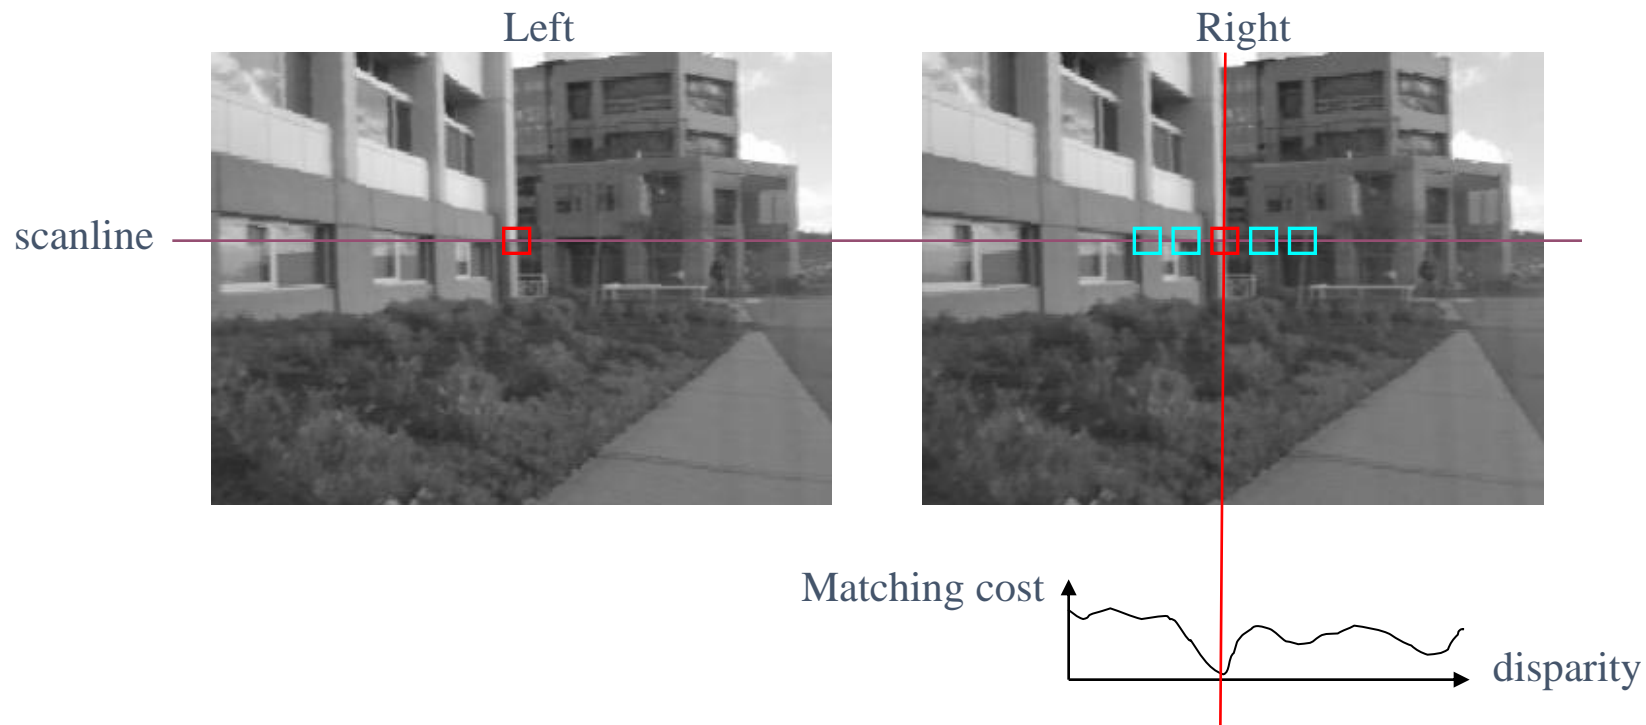 Left
Right
scanline
Matching cost
disparity